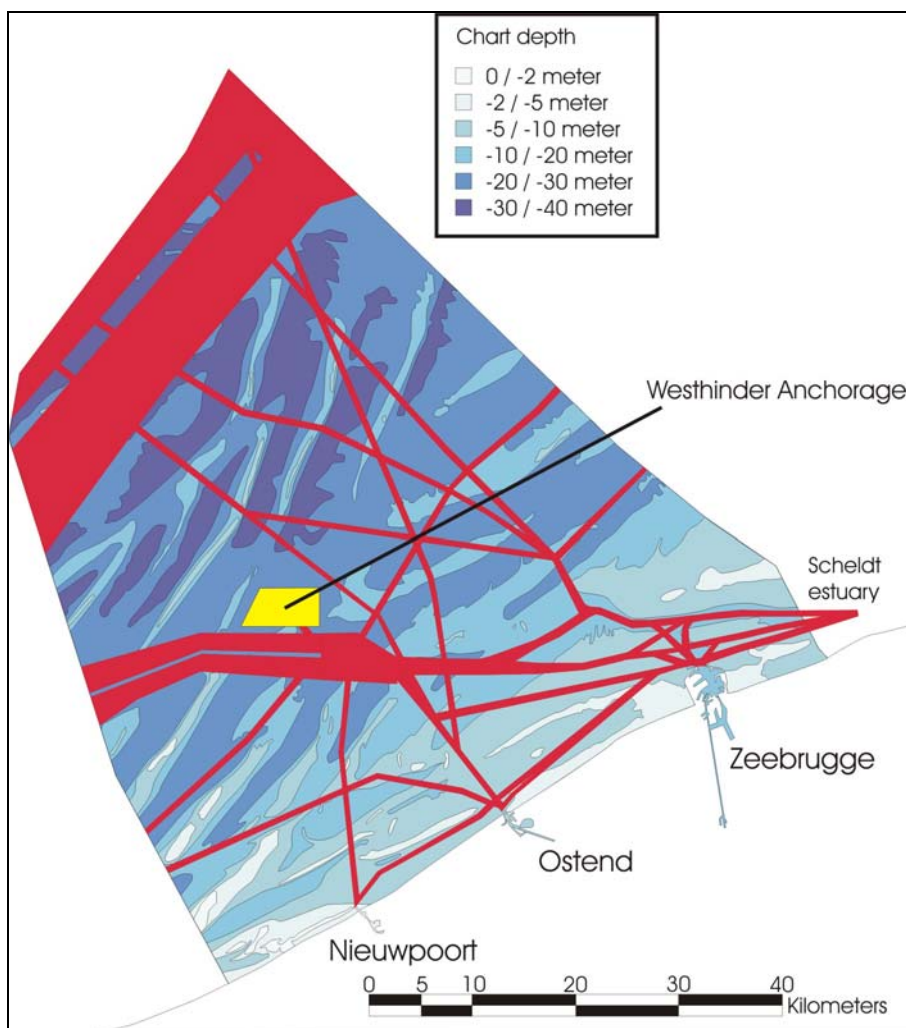 Chart depth
0 / -2 meter
-2 / -5 meter
-5 / -10 meter
-10 / -20 meter
-20 / -30 meter
-30 / -40 meter
Westhinder Anchorage
Scheldt
estuary
Zeebrugge
Ostend
Nieuwpoort
0 5 10 20 30 40
Kilometers